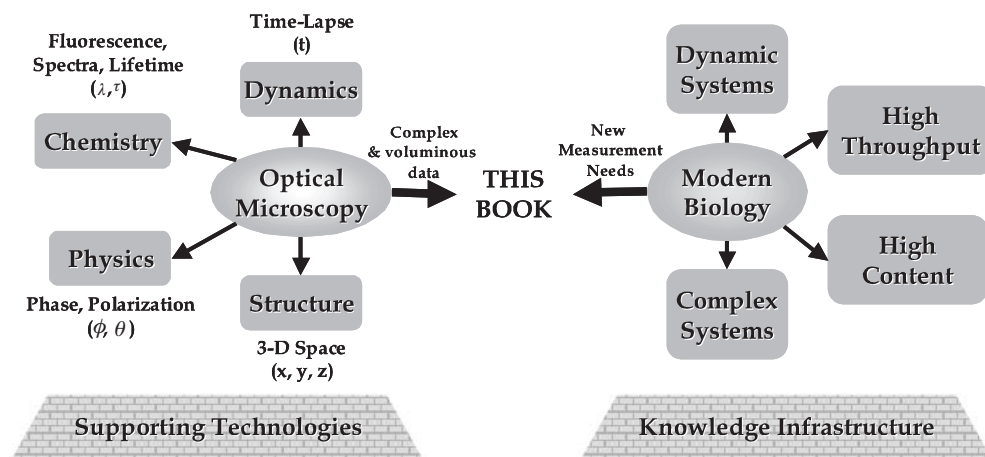 Time-Lapse
(t)
Fluorescence,
Spectra, Lifetime
(λ,τ)
Dynamics
Chemistry
Optical
Microscopy
Physics
Phase, Polarization
(ϕ, θ)
Structure
3-D Space
(x, y, z)
Complex
& voluminous
data
THIS
BOOK
New
Measurement
Needs
Dynamic
Systems
High
Throughput
Modern
Biology
High
Content
Complex
Systems
Supporting Technologies
Knowledge Infrastructure